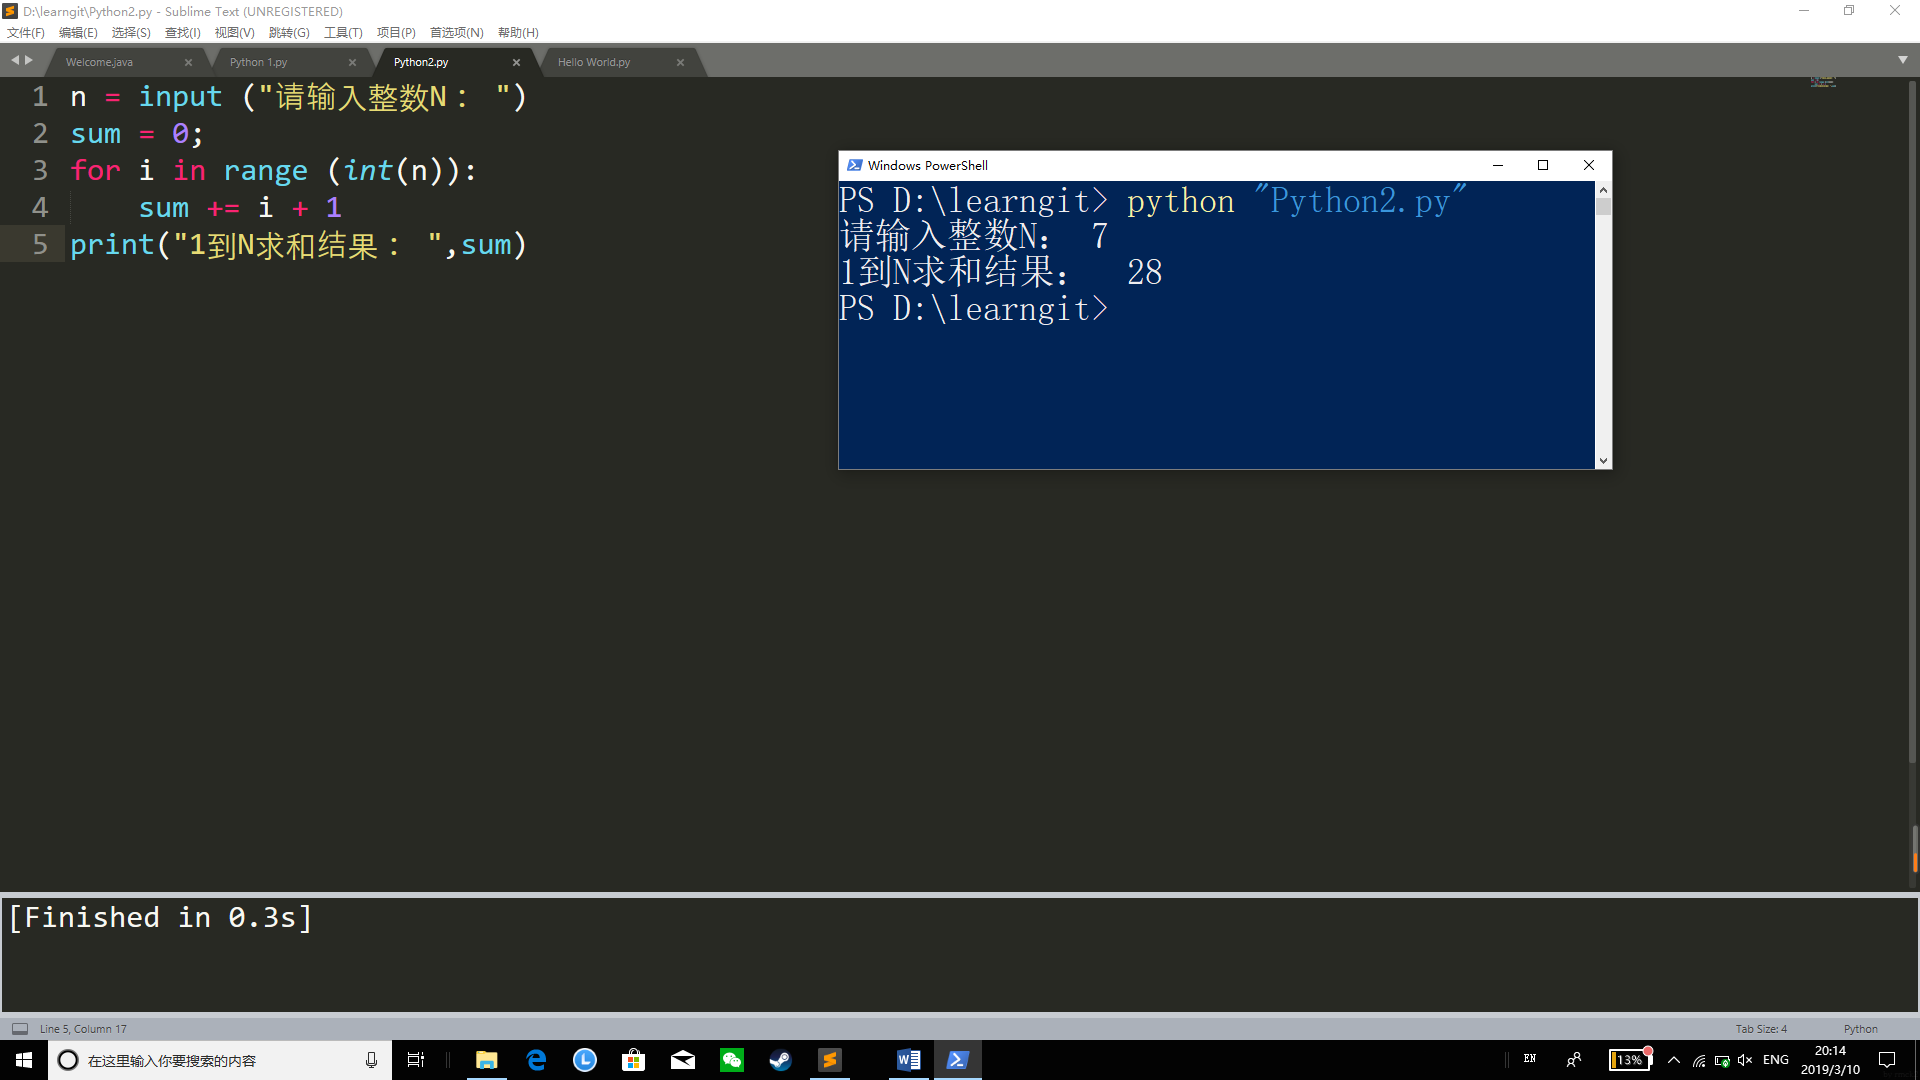 D:\learngit\Python2.py - Sublime Text (UNREGISTERED)
文件(F) 编辑(E) 选择(S) 查找(I) 视图(V) 跳转(G) 工具(T) 项目(P) 首选项(N) 帮助(H)
Welcome.java Python 1.py Python2.py Hello World.py
1 n = input ("请输入整数N： ")
2 sum = 0;
3 for i in range (int(n)):
4 sum += i + 1
5 print("1到N求和结果： ",sum)
Windows PowerShell
PS D:\learngit> python "Python2.py"
请输入整数N： 7
1到N求和结果：  28
PS D:\learngit>
[Finished in 0.3s]
Line 5, Column 17 Tab Size: 4 Python
在这里输入你要搜索的内容
EN 13% ENG 20:14
2019/3/10